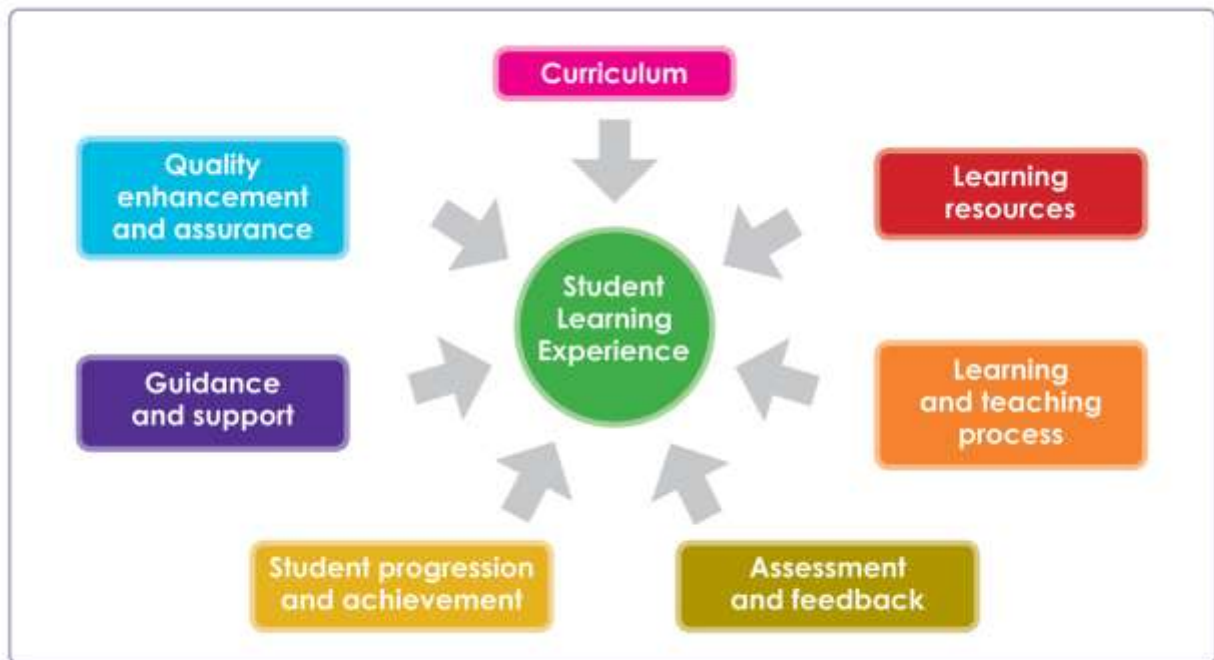 Curriculum
Quality
enhancement
and assurance
Learning
resources
Student
Learning
Experience
Guidance
and support
Learning
and teaching
process
Student progression
and achievement
Assessment
and feedback